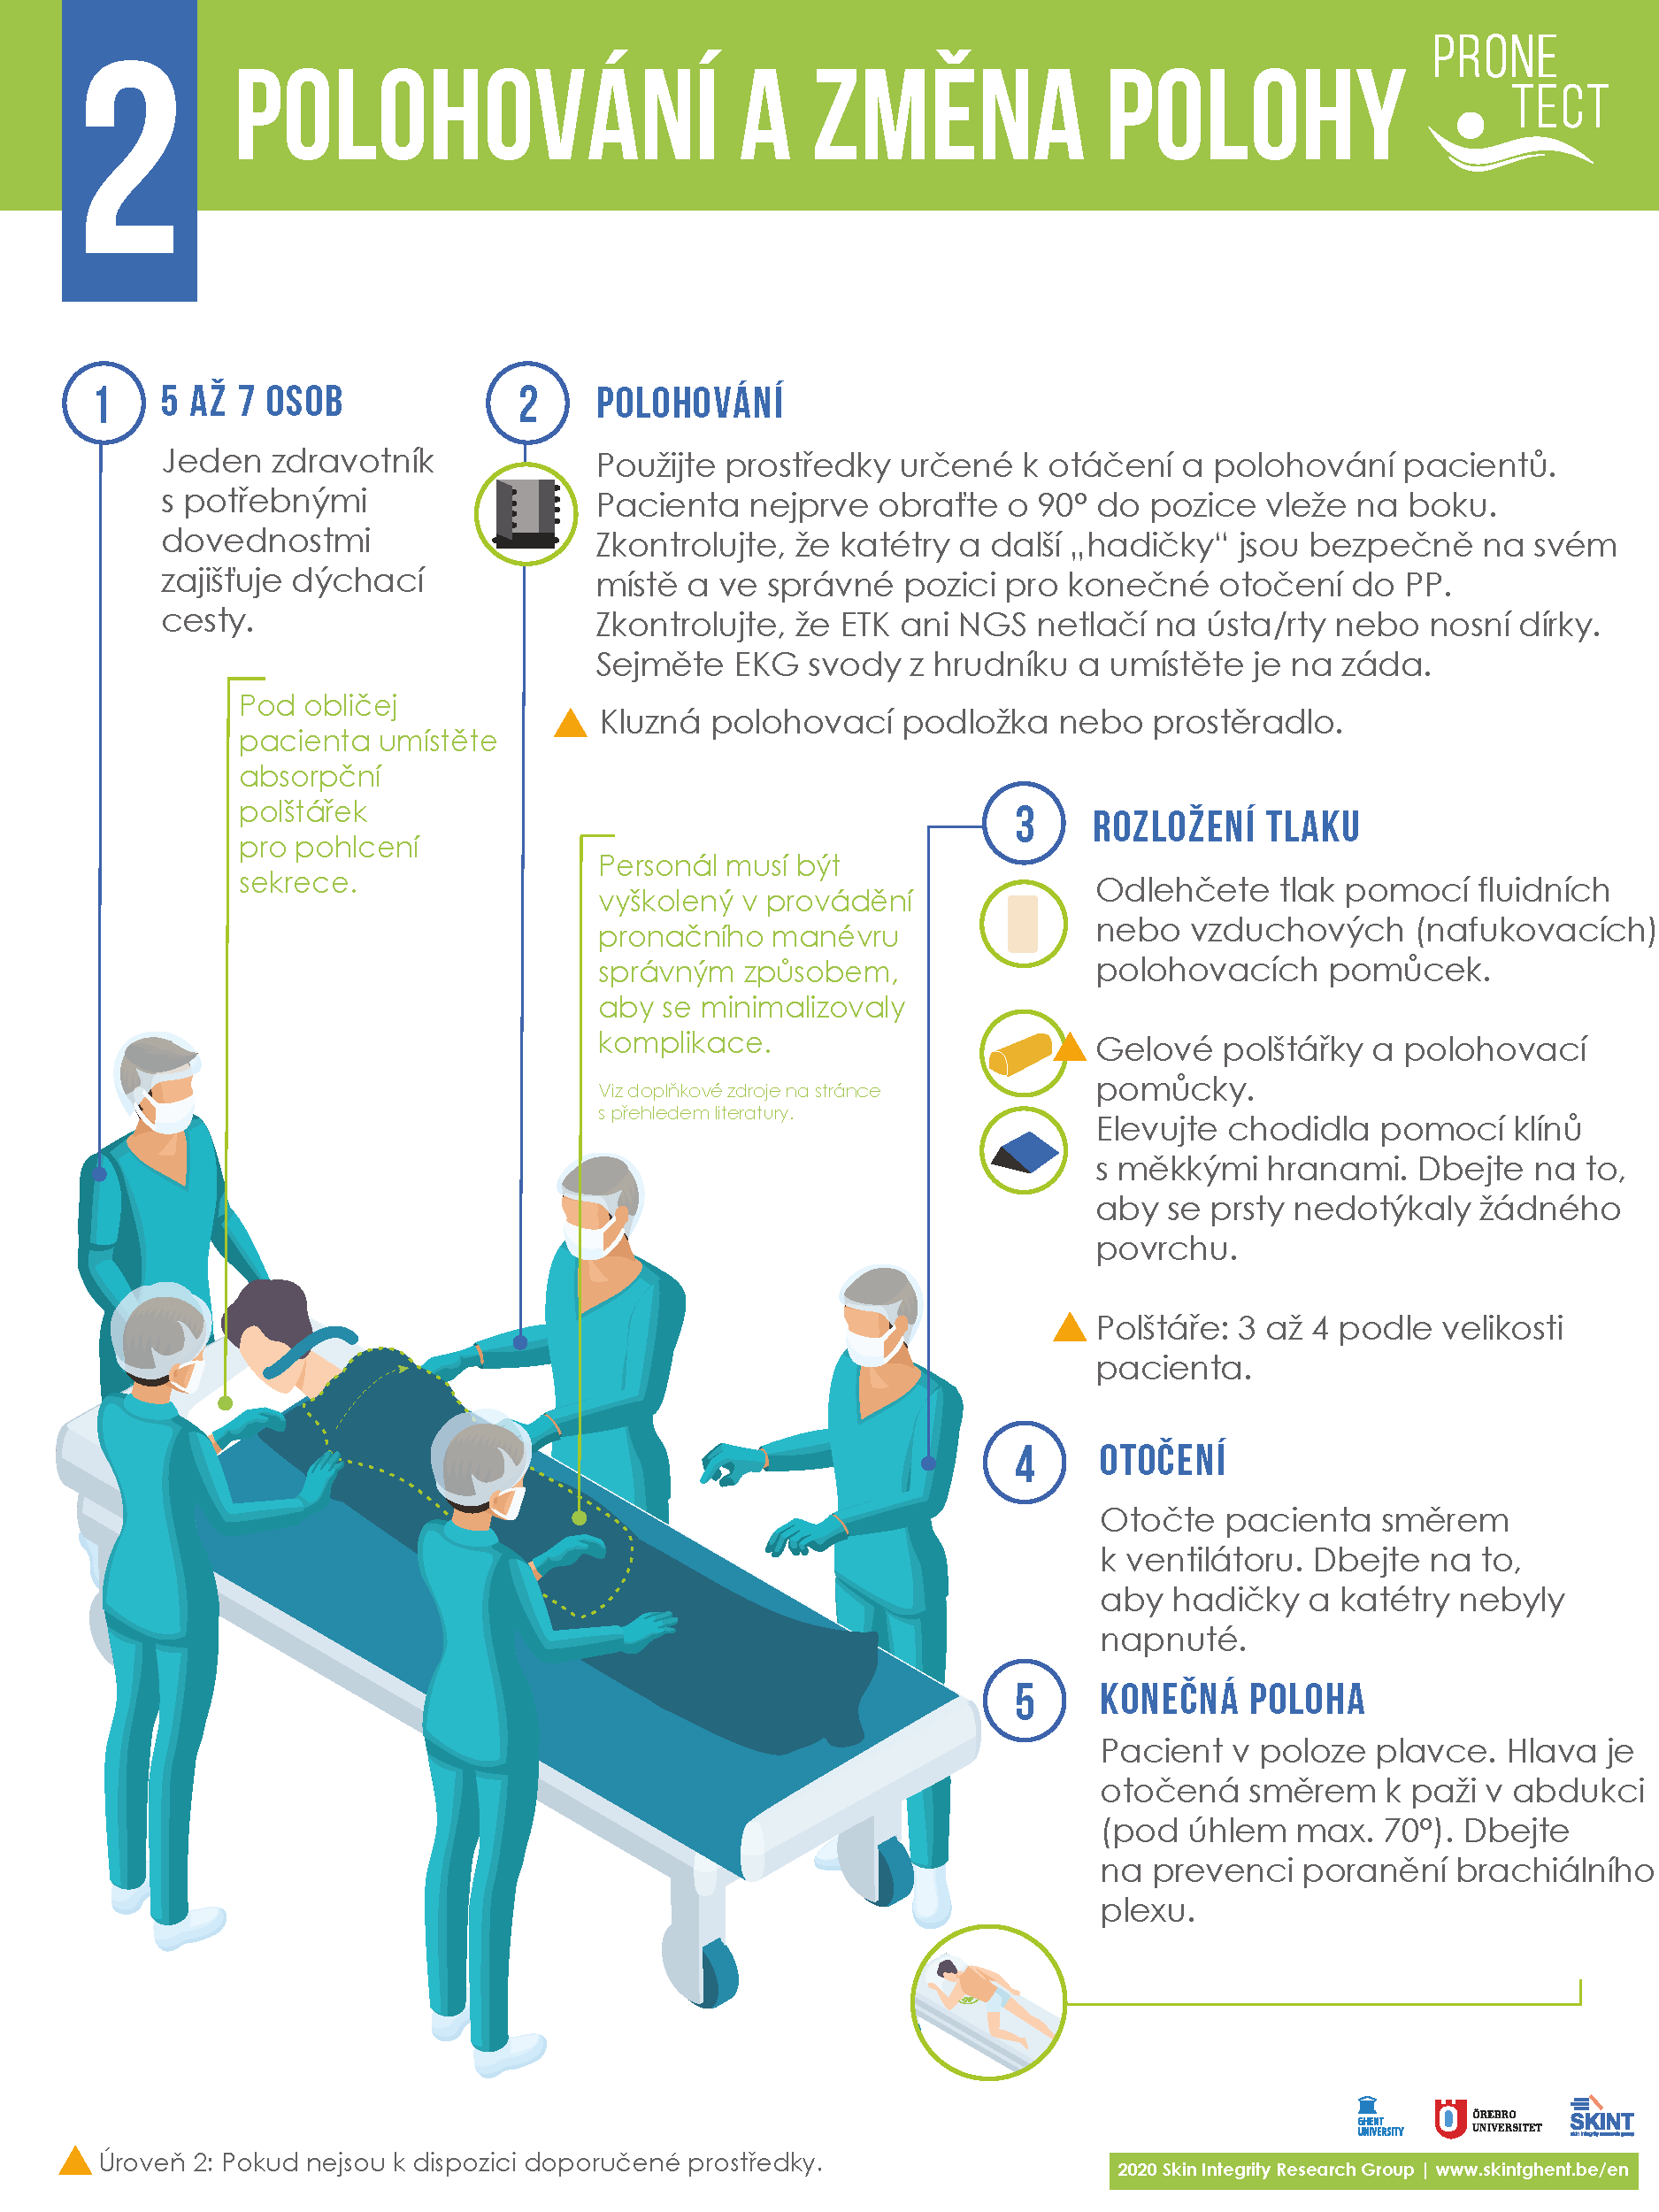 2
POLOHOVÁNÍ A ZMĚNA POLOHY
PRONE
TECT
1
5 AŽ 7 OSOB
Jeden zdravotník
s potřebnými
dovednostmi
zajišťuje dýchací
cesty.
Pod obličej
pacienta umístěte
absorpční
polštářek
pro pohlcení
sekrece.
2
POLOHOVÁNÍ
Použijte prostředky určené k otáčení a polohování pacientů.
Pacienta nejprve obraťte o 90° do pozice vleže na boku.
Zkontrolujte, že katétry a další „hadičky“ jsou bezpečně na svém
místě a ve správné pozici pro konečné otočení do PP.
Zkontrolujte, že ETK ani NGS netlačí na ústa/rty nebo nosní dírky.
Sejměte EKG svody z hrudníku a umístěte je na záda.
Kluzná polohovací podložka nebo prostěradlo.
Personál musí být
vyškolený v provádění
pronačního manévru
správným způsobem,
aby se minimalizovaly
komplikace.
Viz doplňkové zdroje na stránce
s přehledem literatury.
3
ROZLOŽENÍ TLAKU
Odlehčete tlak pomocí fluidních
nebo vzduchových (nafukovacích)
polohovacích pomůcek.
Gelové polštářky a polohovací
pomůcky.
Elevujte chodidla pomocí klínů
s měkkými hranami. Dbejte na to,
aby se prsty nedotýkaly žádného
povrchu.
Polštáře: 3 až 4 podle velikosti
pacienta.
4
OTOČENÍ
Otočte pacienta směrem
k ventilátoru. Dbejte na to,
aby hadičky a katétry nebyly
napnuté.
5
KONEČNÁ POLOHA
Pacient v poloze plavce. Hlava je
otočená směrem k paži v abdukci
(pod úhlem max. 70°). Dbejte
na prevenci poranění brachiálního
plexu.
GHENT
UNIVERSITY
ÖREBRO
UNIVERSITET
SKINT
skin integrity research group
Úroveň 2: Pokud nejsou k dispozici doporučené prostředky.
2020 Skin Integrity Research Group | www.skintghent.be/en